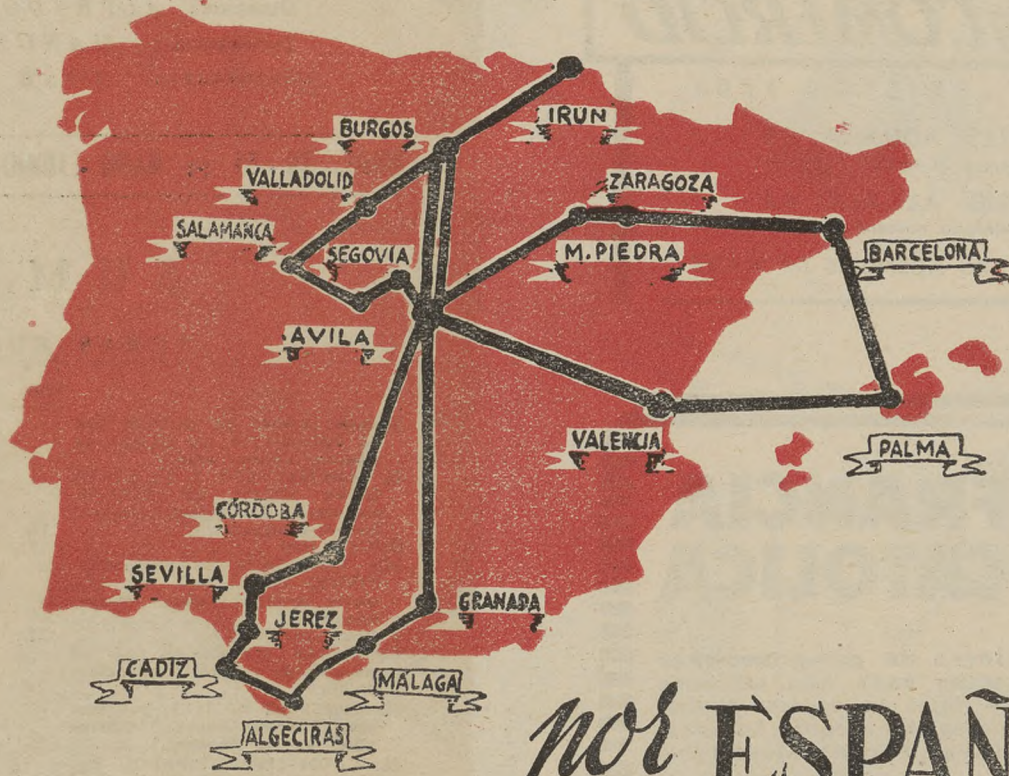 IRUN
BURGOS
VALLADOLID
ZARAGOZA
SALAMANCA
SEGOVIA
M. PIEDRA
BARCELONA
AVILA
VALENCIA
PALMA
CÓRDOBA
SEVILLA
JEREZ
GRANADA
CADIZ
MALAGA
ALGECIRAS
por ESPAÑ